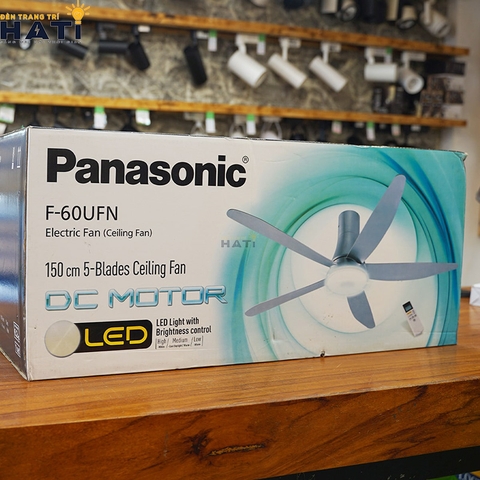 ĐÈN TRANG TRÍ
HATi
Panasonic®
F-60UFN
Electric Fan (Ceiling Fan)
HATi
150 cm 5-Blades Ceiling Fan
DC MOTOR
LED
LED Light with
Brightness control
High / Medium / Low